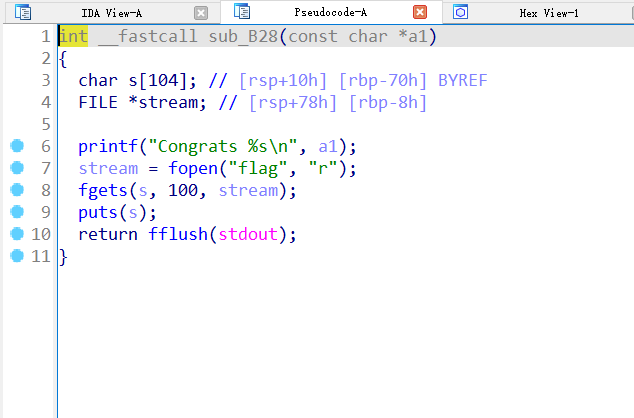 IDA View-A Pseudocode-A Hex View-1
1 int __fastcall sub_B28(const char *a1)
2 {
3 char s[104]; // [rsp+10h] [rbp-70h] BYREF
4 FILE *stream; // [rsp+78h] [rbp-8h]
5
6 printf("Congrats %s\n", a1);
7 stream = fopen("flag", "r");
8 fgets(s, 100, stream);
9 puts(s);
10 return fflush(stdout);
11 }